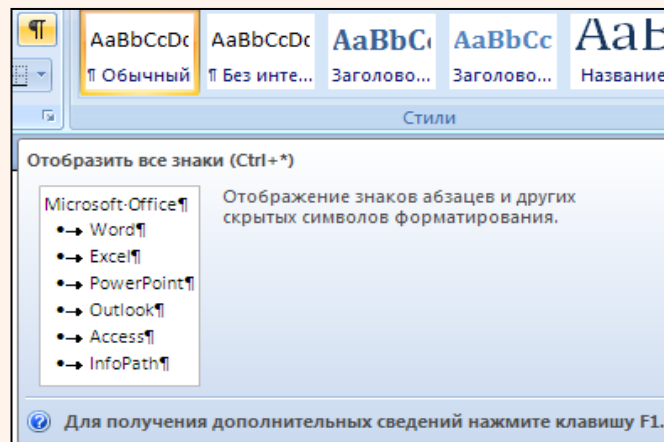 ¶
AaBbCcDc AaBbCcDc AaBbC AaBbCc AaB
¶ Обычный ¶ Без инте... Заголово... Заголово... Название
Стили
Отобразить все знаки (Ctrl+*)
Microsoft·Office¶
•→ Word¶
•→ Excel¶
•→ PowerPoint¶
•→ Outlook¶
•→ Access¶
•→ InfoPath¶
Отображение знаков абзацев и других
скрытых символов форматирования.
Для получения дополнительных сведений нажмите клавишу F1.